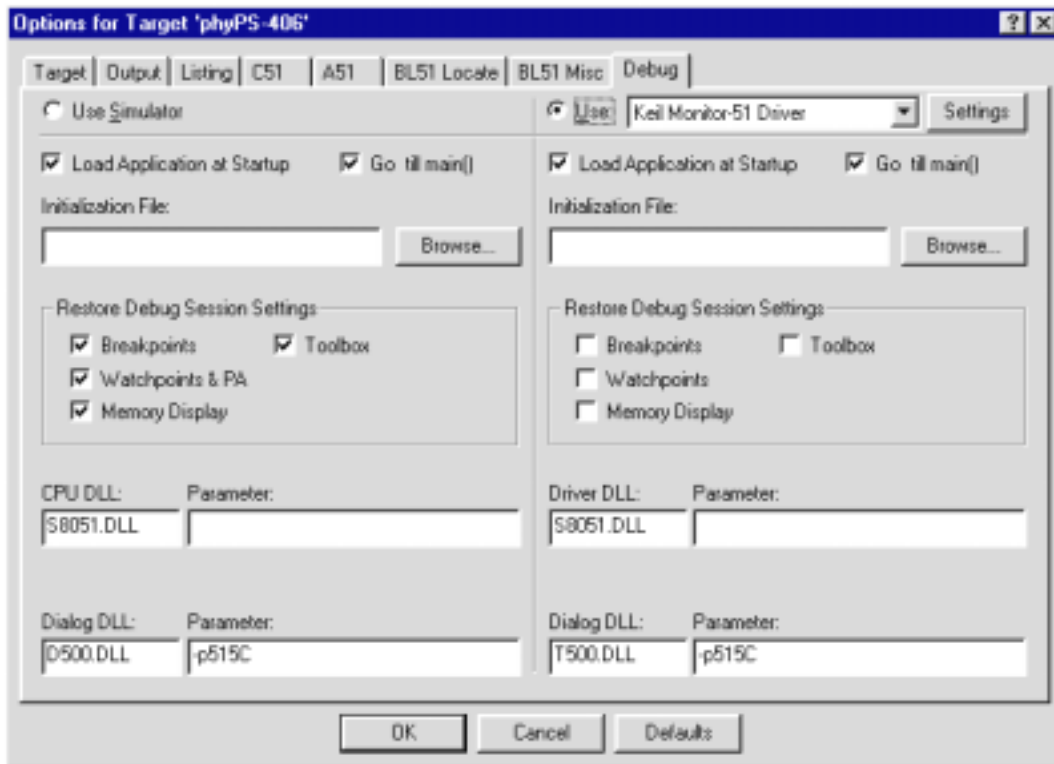 Options for Target 'phyPS-406'
Target Output Listing C51 A51 BL51 Locate BL51 Misc Debug
Use Simulator
Use: Keil Monitor-51 Driver Settings
Load Application at Startup Go till main()
Load Application at Startup Go till main()
Initialization File:
Initialization File:
Browse...
Browse...
Restore Debug Session Settings
Breakpoints Toolbox
Watchpoints & PA
Memory Display
Restore Debug Session Settings
Breakpoints Toolbox
Watchpoints
Memory Display
CPU DLL: Parameter:
S8051.DLL
Driver DLL: Parameter:
S8051.DLL
Dialog DLL: Parameter:
D500.DLL -p515C
Dialog DLL: Parameter:
T500.DLL -p515C
OK Cancel Defaults